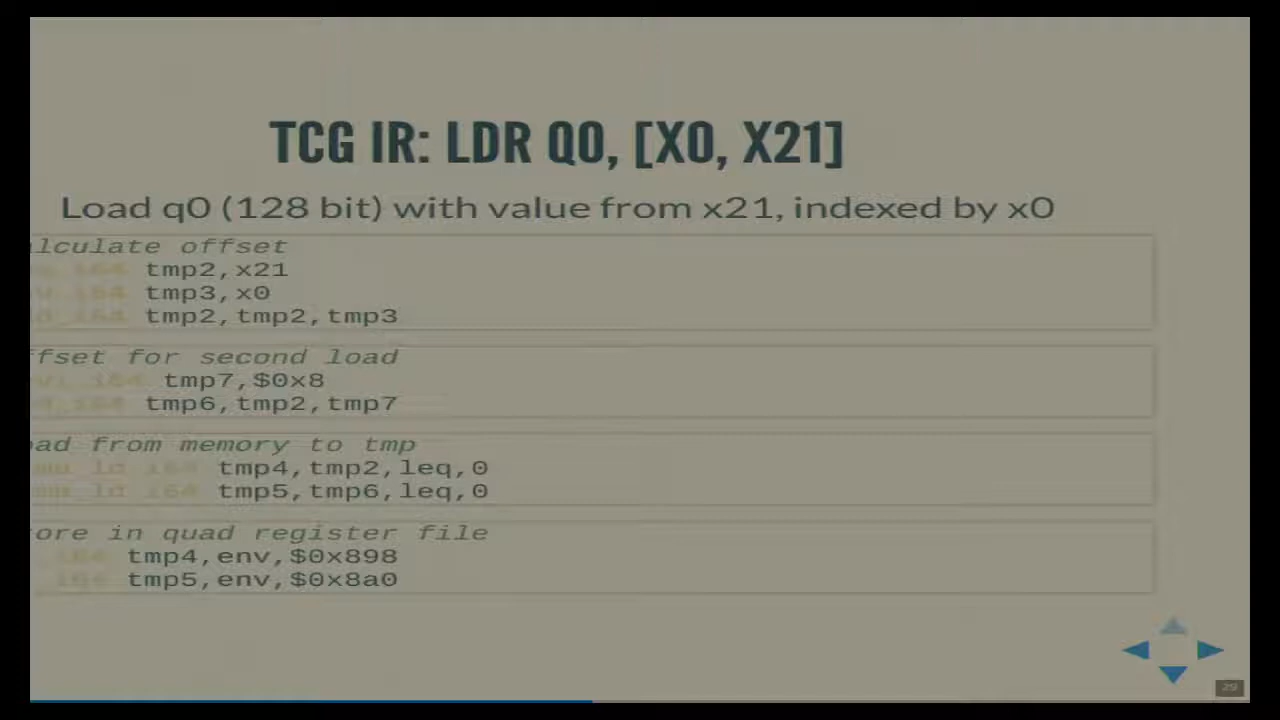 TCG IR: LDR Q0, [X0, X21]
Load q0 (128 bit) with value from x21, indexed by x0
alculate offset
tmp2,x21
tmp3,x0
tmp2,tmp2,tmp3
ffset for second load
tmp7,$0x8
tmp6,tmp2,tmp7
oad from memory to tmp
tmp4,tmp2,leq,0
tmp5,tmp6,leq,0
ore in quad register file
tmp4,env,$0x898
tmp5,env,$0x8a0
29